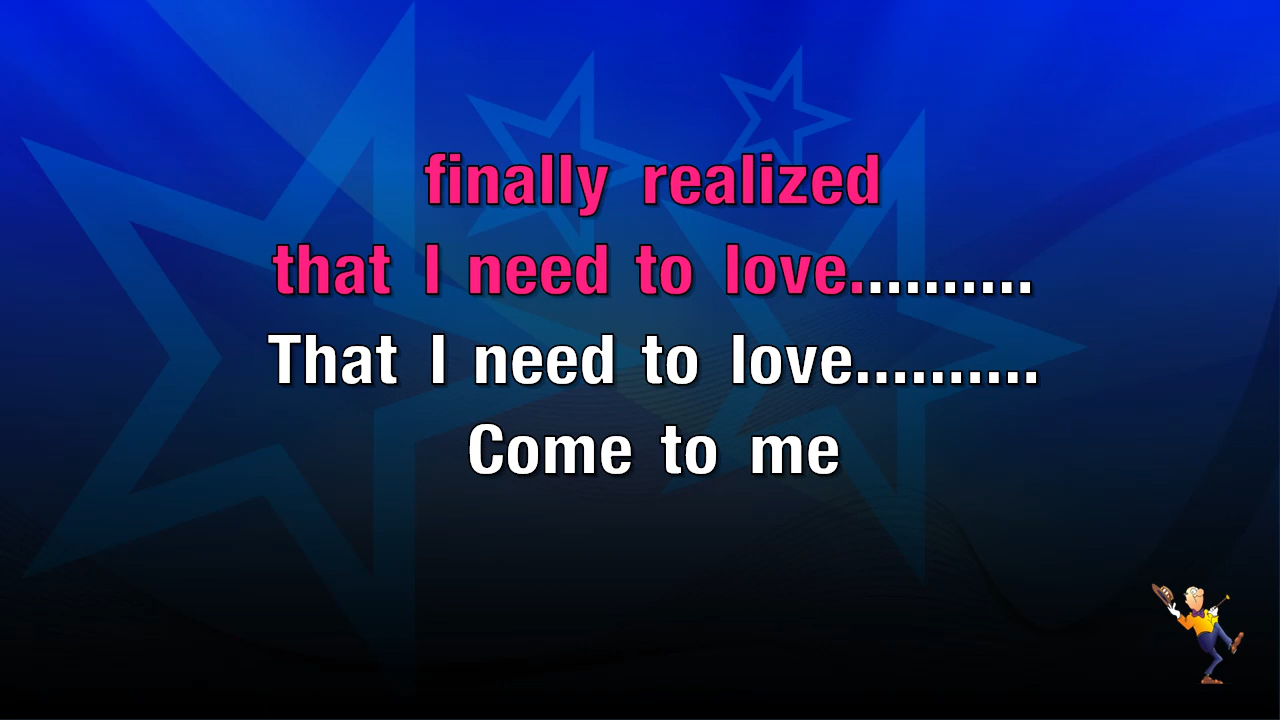 finally realized
that I need to love..........
That I need to love..........
Come to me